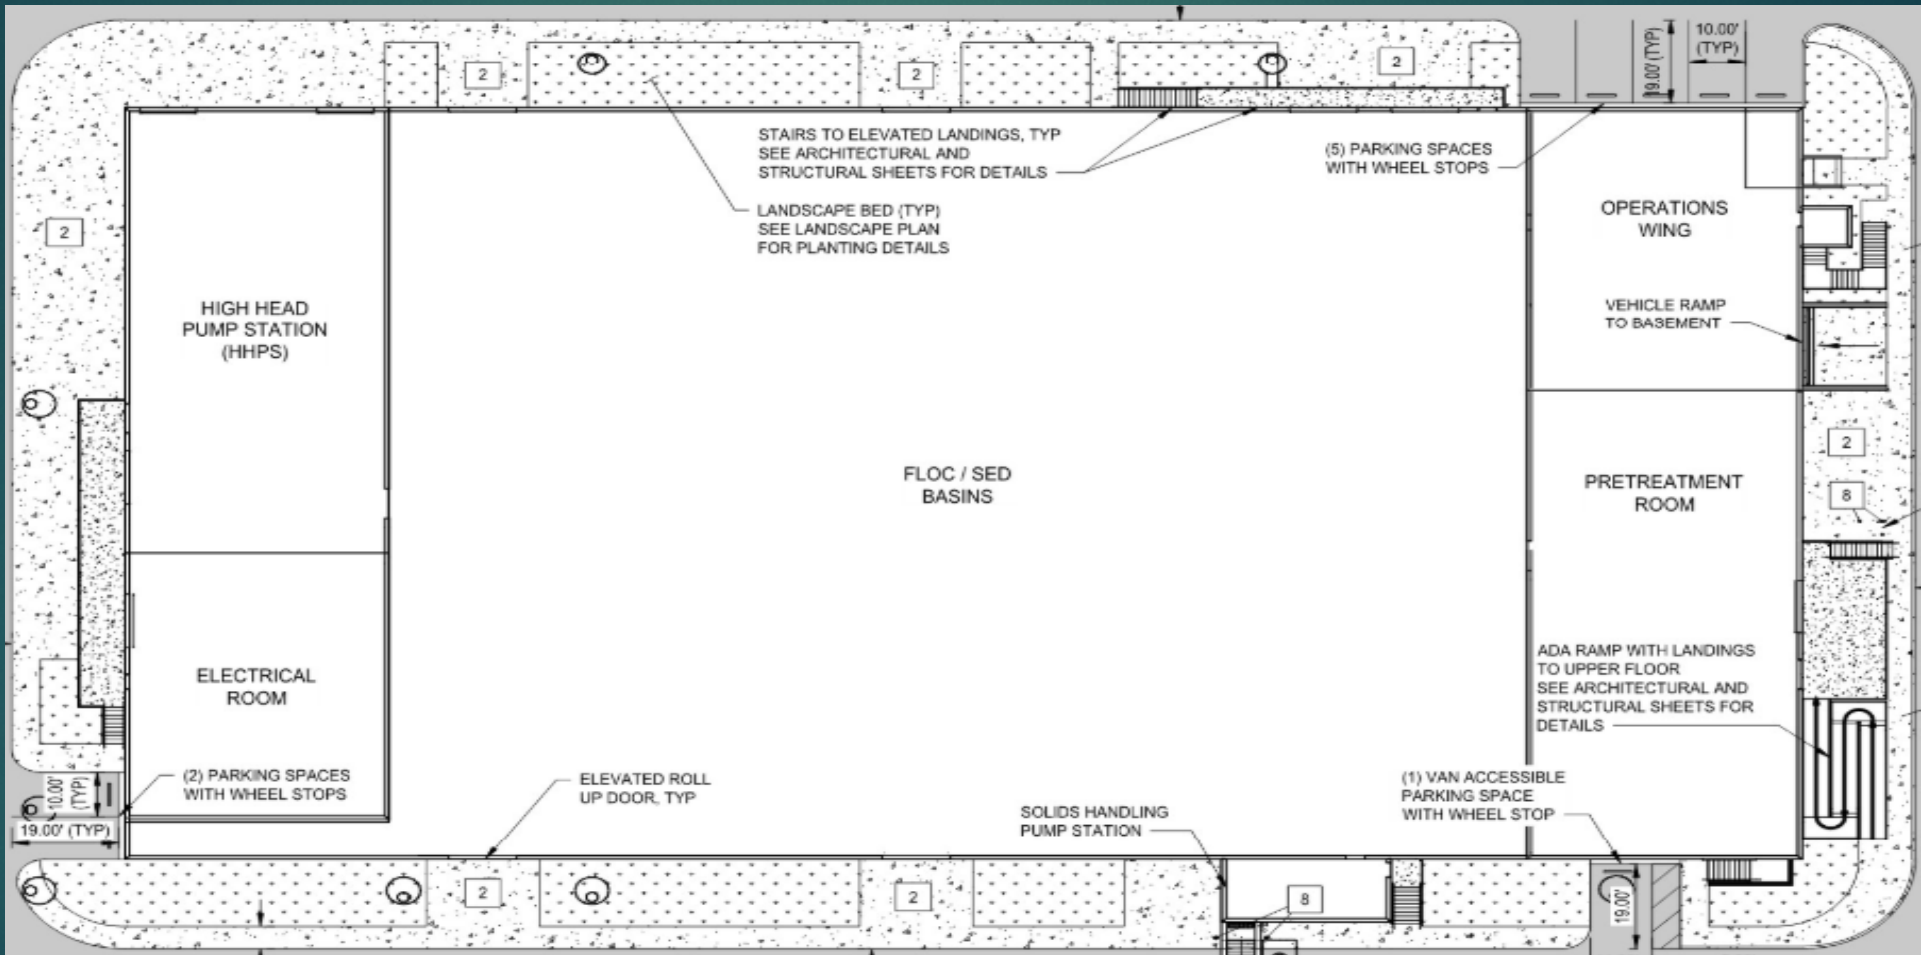 19.00' (TYP)
10.00'
(TYP)
2
2
2
STAIRS TO ELEVATED LANDINGS, TYP
SEE ARCHITECTURAL AND
STRUCTURAL SHEETS FOR DETAILS
(5) PARKING SPACES
WITH WHEEL STOPS
LANDSCAPE BED (TYP)
SEE LANDSCAPE PLAN
FOR PLANTING DETAILS
2
OPERATIONS
WING
HIGH HEAD
PUMP STATION
(HHPS)
VEHICLE RAMP
TO BASEMENT
2
FLOC / SED
BASINS
PRETREATMENT
ROOM
8
ELECTRICAL
ROOM
ADA RAMP WITH LANDINGS
TO UPPER FLOOR
SEE ARCHITECTURAL AND
STRUCTURAL SHEETS FOR
DETAILS
10.00'
(TYP)
19.00' (TYP)
(2) PARKING SPACES
WITH WHEEL STOPS
ELEVATED ROLL
UP DOOR, TYP
SOLIDS HANDLING
PUMP STATION
(1) VAN ACCESSIBLE
PARKING SPACE
WITH WHEEL STOP
2
2
8
19.00'